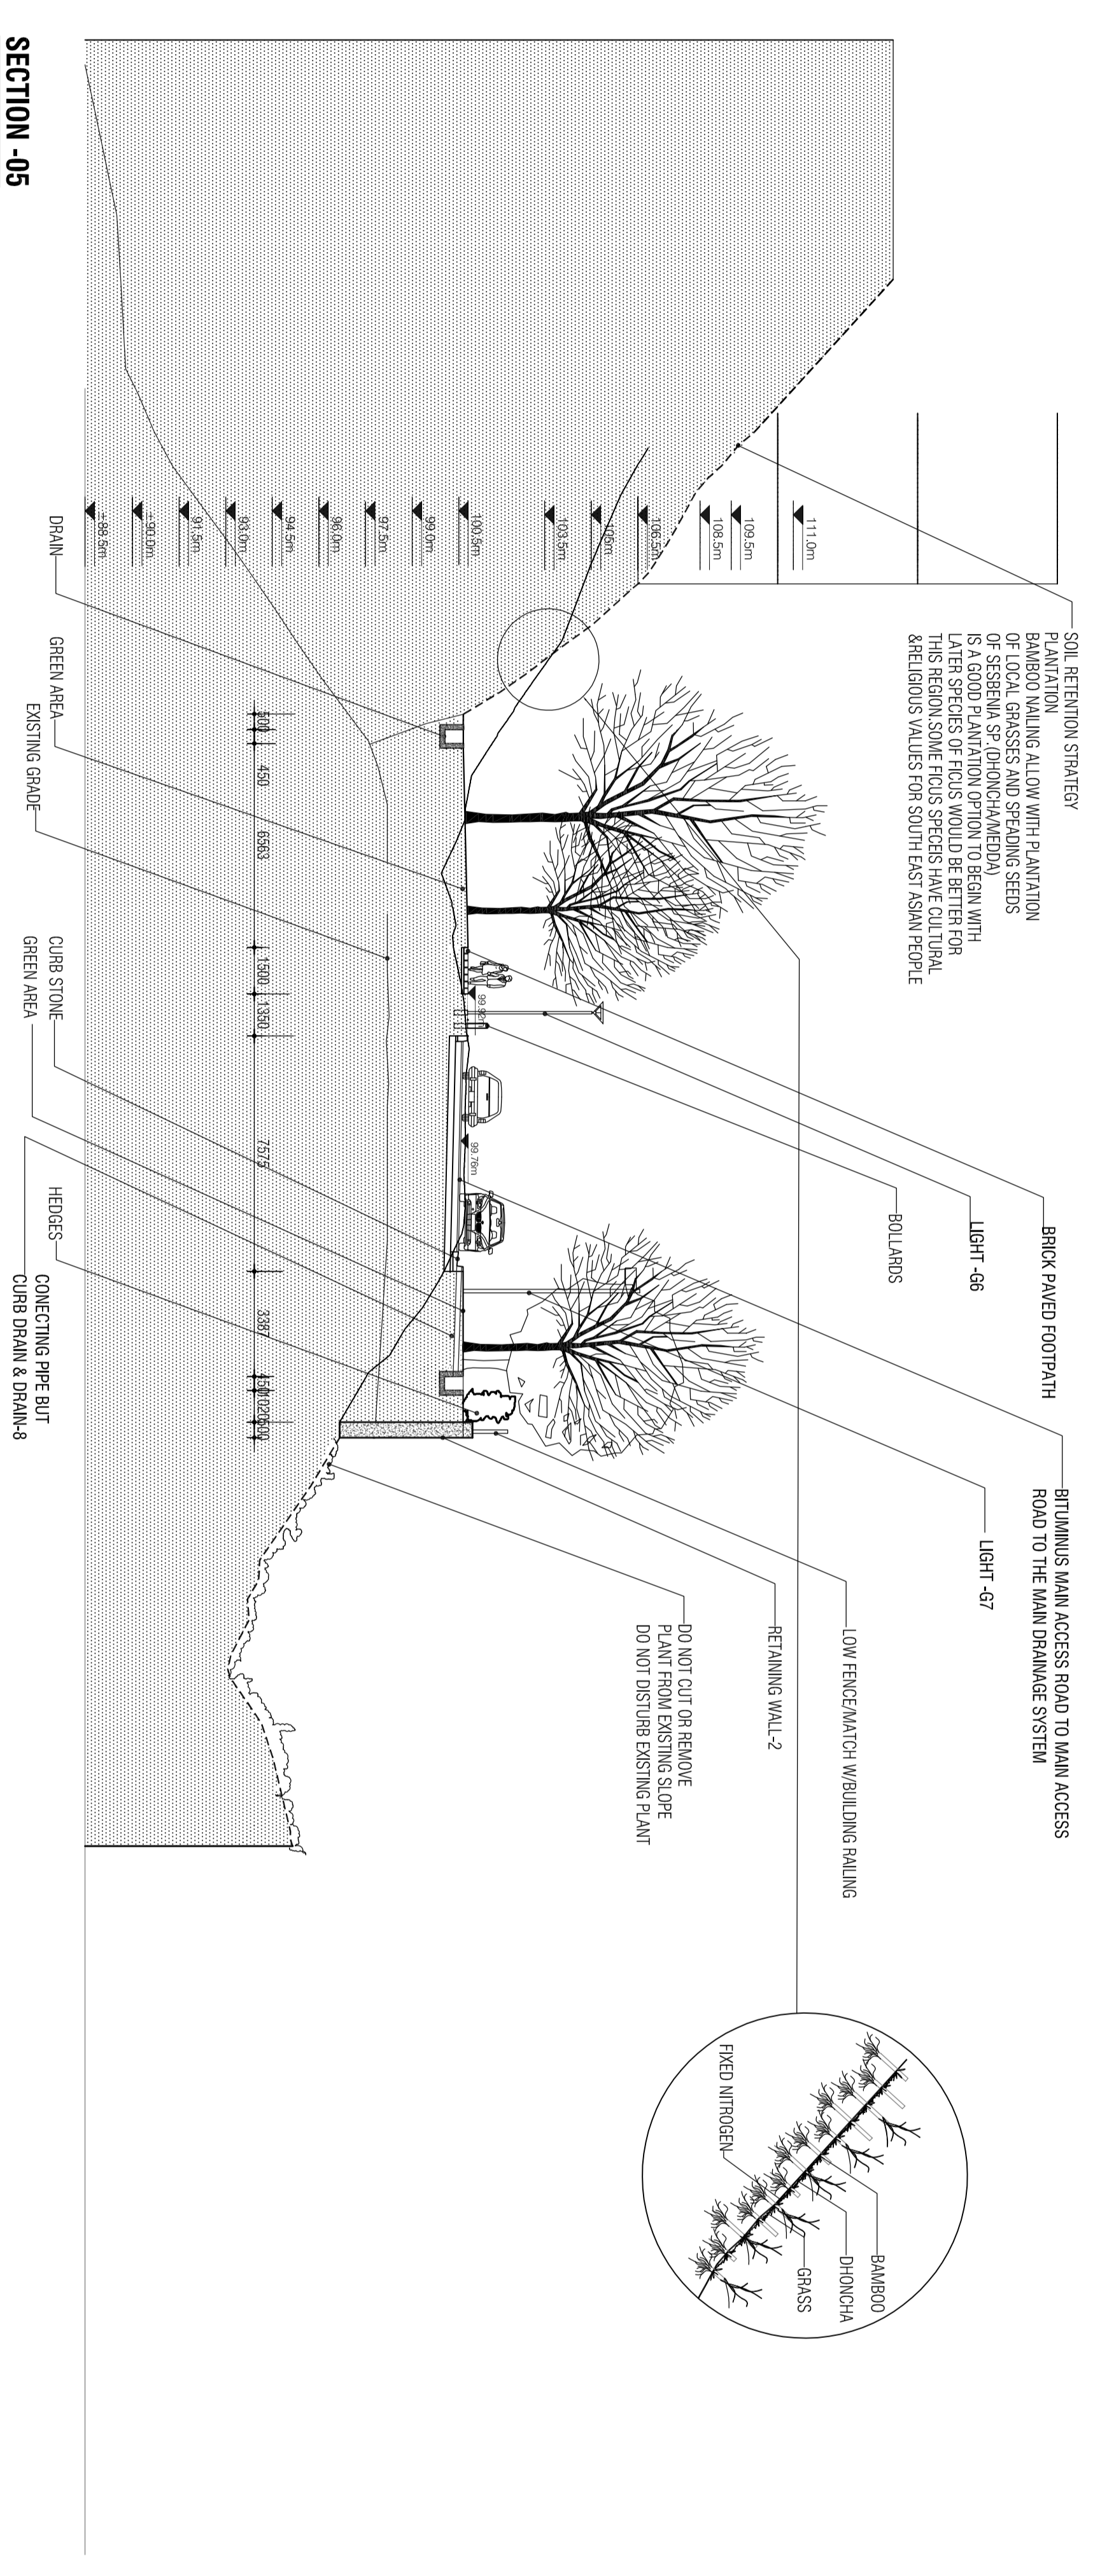 SOIL RETENTION STRATEGY
PLANTATION
BAMBOO NAILING ALLOW WITH PLANTATION
OF LOCAL GRASSES AND SPEADING SEEDS
OF SESBENIA SP.(DHONCHA/MEDDA)
IS A GOOD PLANTATION OPTION TO BEGIN WITH
LATER SPECIES OF FICUS WOULD BE BETTER FOR
THIS REGION.SOME FICUS SPECEIS HAVE CULTURAL
&RELIGIOUS VALUES FOR SOUTH EAST ASIAN PEOPLE
BRICK PAVED FOOTPATH
LIGHT -G6
BOLLARDS
BITUMINUS MAIN ACCESS ROAD TO MAIN ACCESS
ROAD TO THE MAIN DRAINAGE SYSTEM
LIGHT -G7
LOW FENCE/MATCH W/BUILDING RAILING
RETAINING WALL-2
DO NOT CUT OR REMOVE
PLANT FROM EXISTING SLOPE
DO NOT DISTURB EXISTING PLANT
BAMBOO
DHONCHA
GRASS
FIXED NITROGEN
111.0m
109.5m
108.5m
106.5m
105m
103.5m
100.5m
99.0m
97.5m
96.0m
94.5m
93.0m
91.5m
±90.0m
±88.5m
99.76m
500
450
6563
1500
1350
7575
3387
450
1020
500
DRAIN
GREEN AREA
EXISTING GRADE
CURB STONE
GREEN AREA
HEDGES
CONECTING PIPE BUT
CURB DRAIN & DRAIN-8
SECTION -05